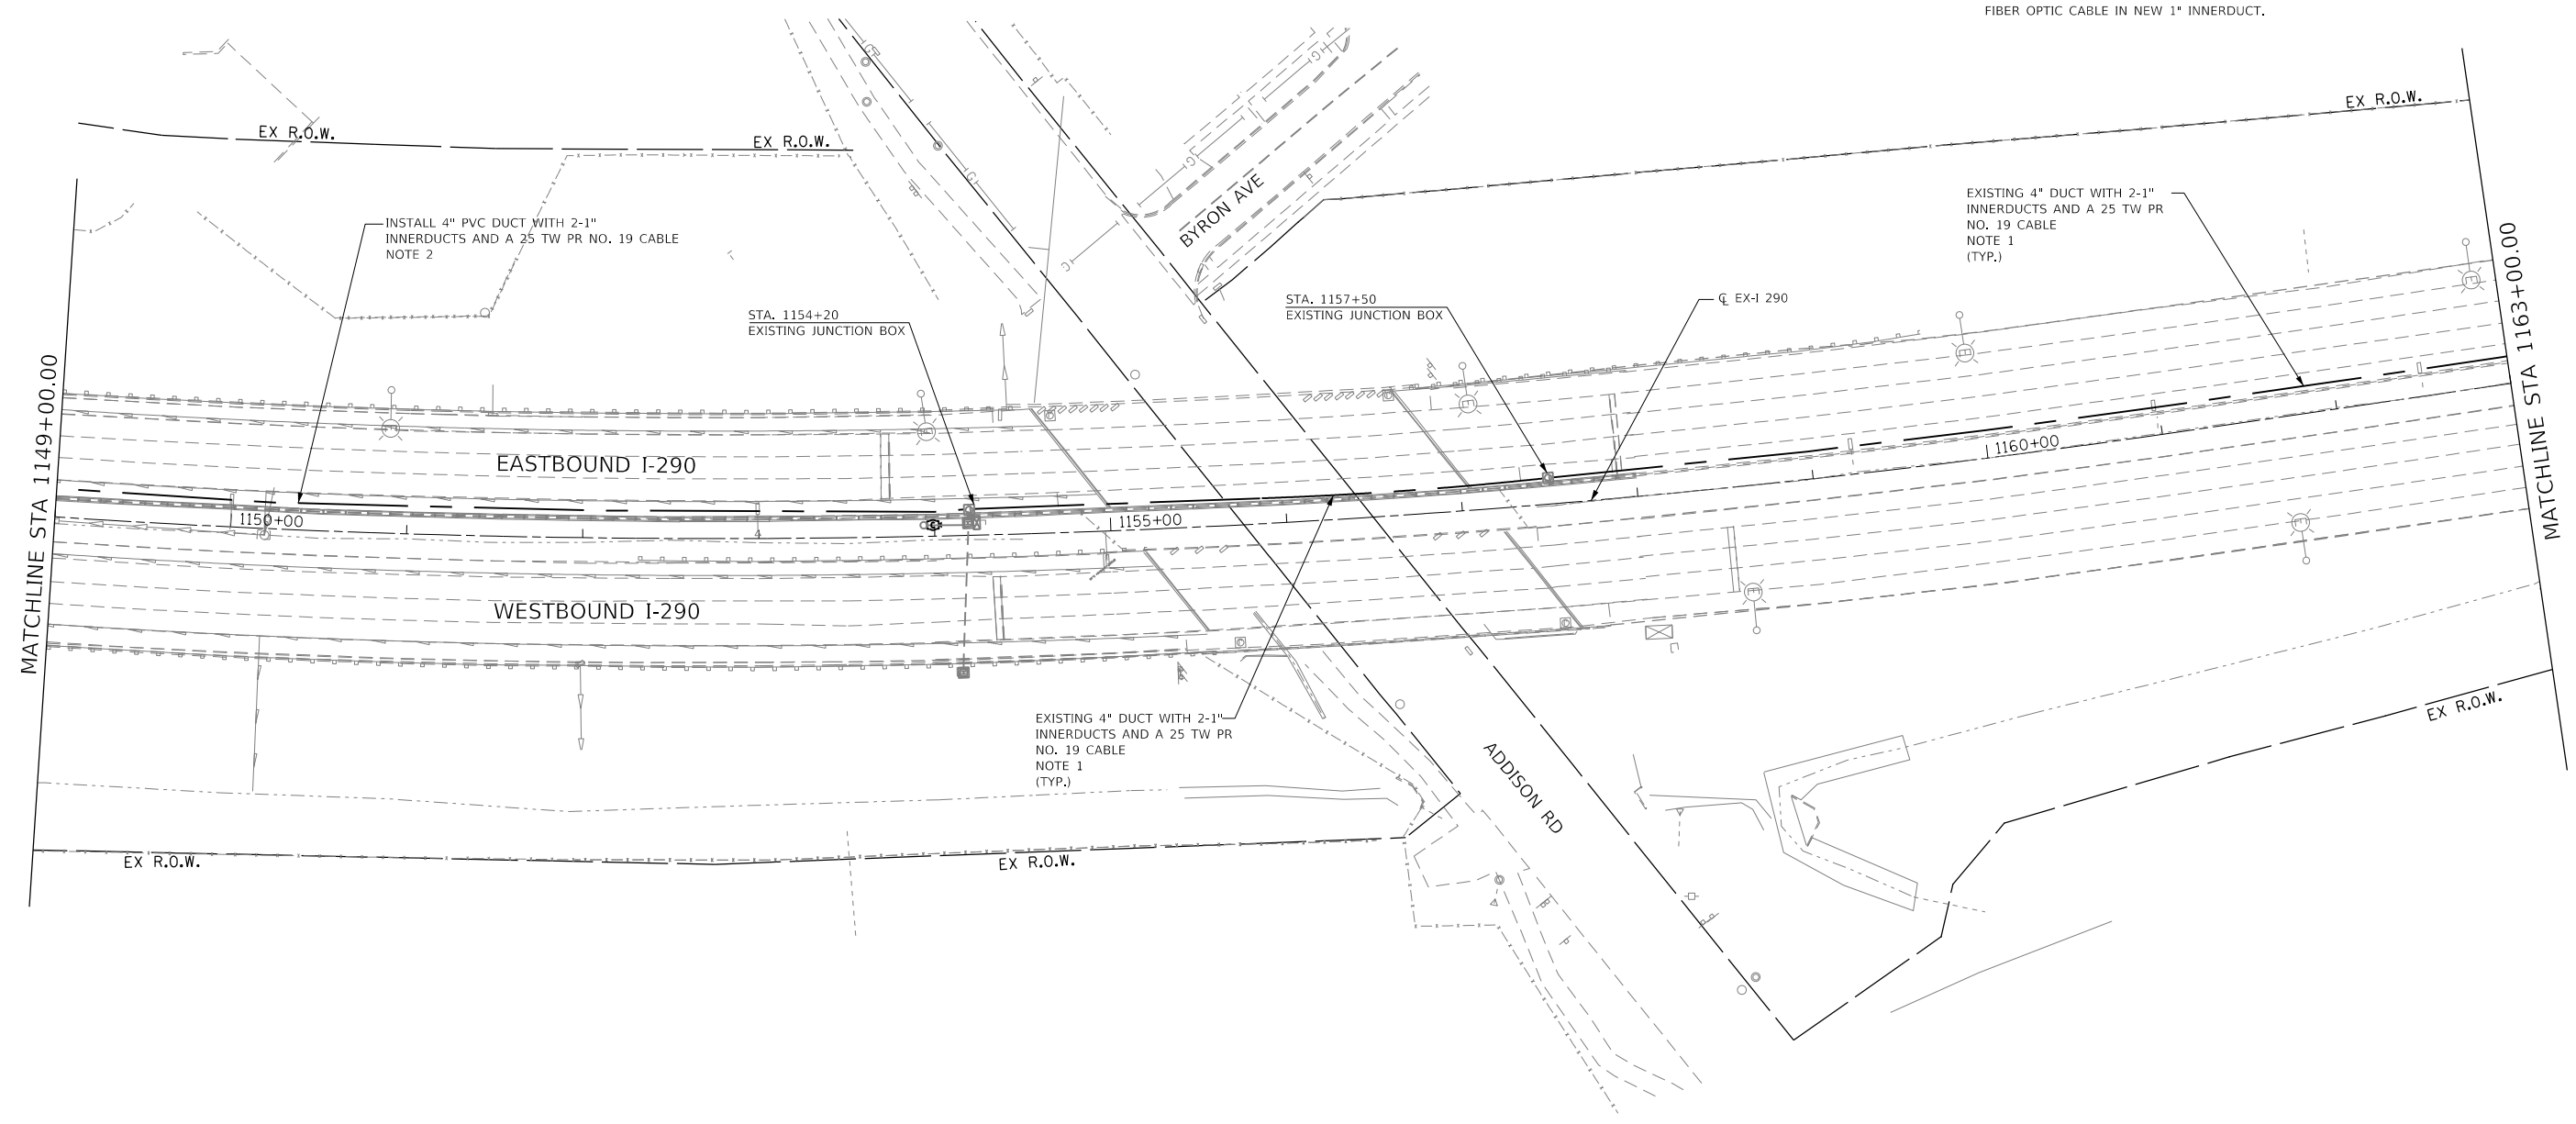 FIBER OPTIC CABLE IN NEW 1" INNERDUCT.
EX R.O.W.
EX R.O.W.
EX R.O.W.
BYRON AVE
INSTALL 4" PVC DUCT WITH 2-1"
INNERDUCTS AND A 25 TW PR NO. 19 CABLE
NOTE 2
EXISTING 4" DUCT WITH 2-1"
INNERDUCTS AND A 25 TW PR
NO. 19 CABLE
NOTE 1
(TYP.)
STA. 1154+20
EXISTING JUNCTION BOX
STA. 1157+50
EXISTING JUNCTION BOX
℄ EX-I 290
MATCHLINE STA 1149+00.00
MATCHLINE STA 1163+00.00
EASTBOUND I-290
1150+00
1155+00
1160+00
WESTBOUND I-290
EXISTING 4" DUCT WITH 2-1"
INNERDUCTS AND A 25 TW PR
NO. 19 CABLE
NOTE 1
(TYP.)
ADDISON RD
EX R.O.W.
EX R.O.W.
EX R.O.W.